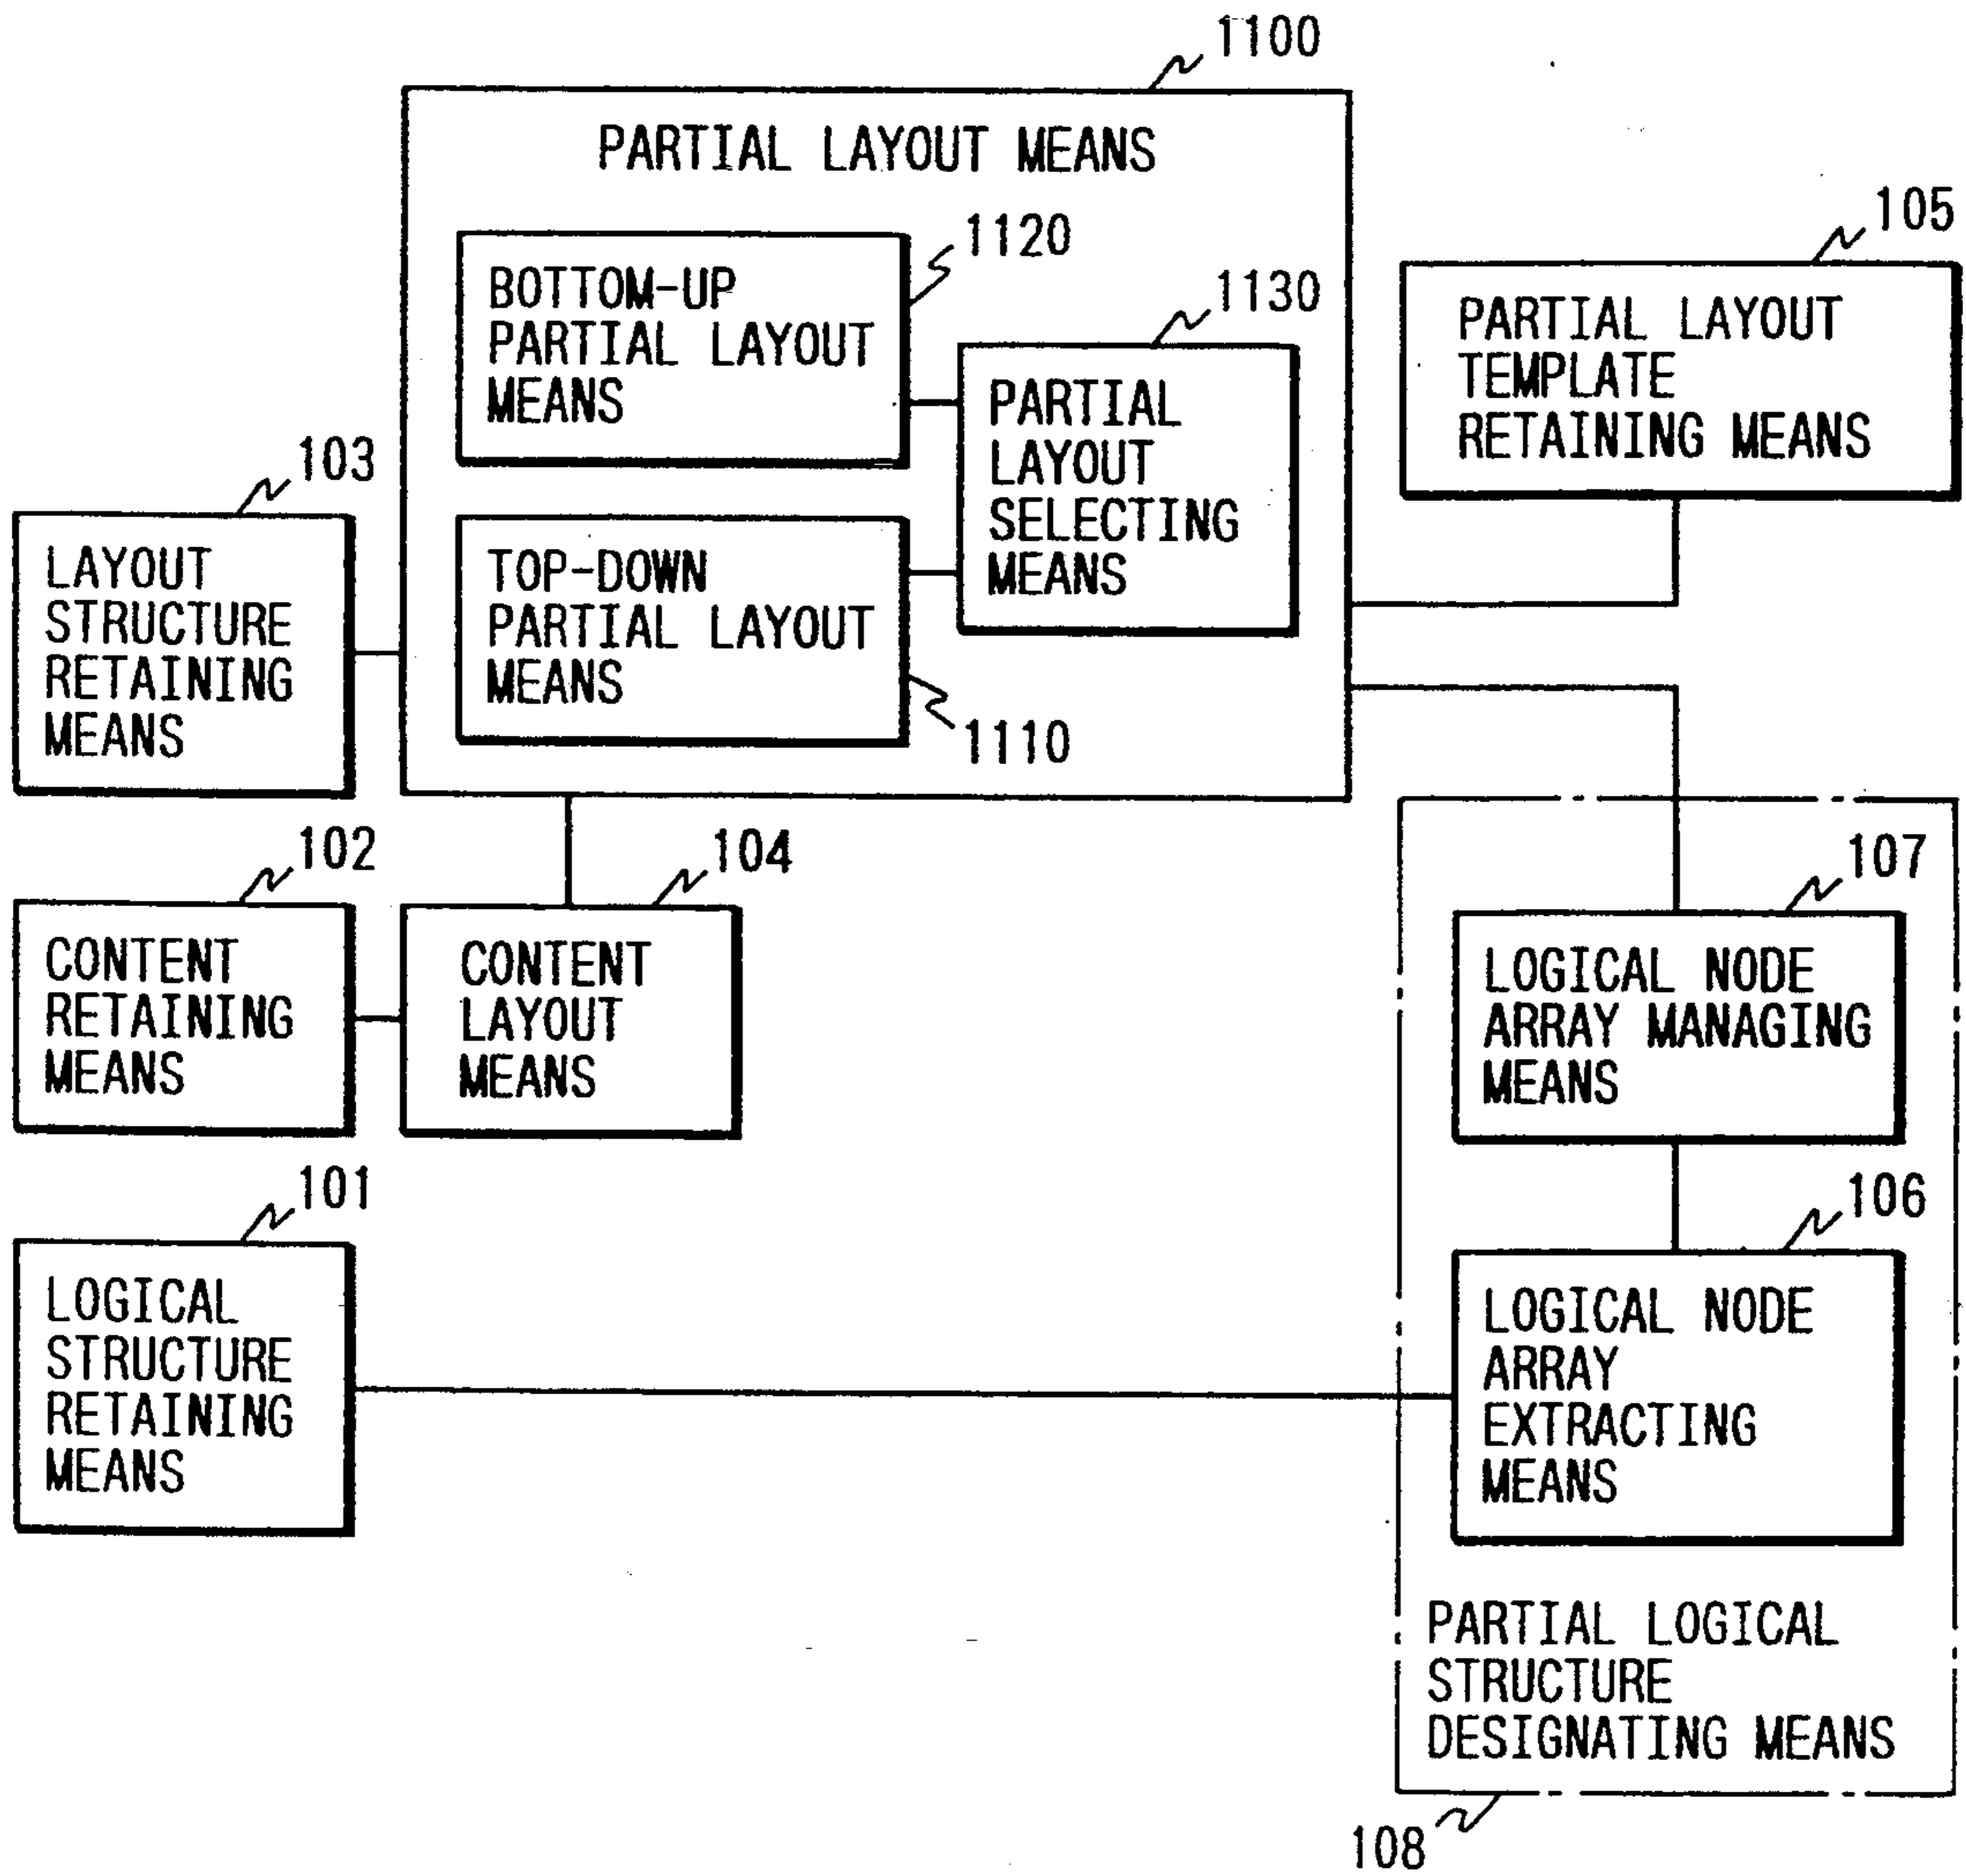 1100
PARTIAL LAYOUT MEANS
1120
BOTTOM-UP
PARTIAL LAYOUT
MEANS
1130
PARTIAL
LAYOUT
SELECTING
MEANS
TOP-DOWN
PARTIAL LAYOUT
MEANS
1110
105
PARTIAL LAYOUT
TEMPLATE
RETAINING MEANS
103
LAYOUT
STRUCTURE
RETAINING
MEANS
102
CONTENT
RETAINING
MEANS
104
CONTENT
LAYOUT
MEANS
107
LOGICAL NODE
ARRAY MANAGING
MEANS
101
LOGICAL
STRUCTURE
RETAINING
MEANS
106
LOGICAL NODE
ARRAY
EXTRACTING
MEANS
PARTIAL LOGICAL
STRUCTURE
DESIGNATING MEANS
108